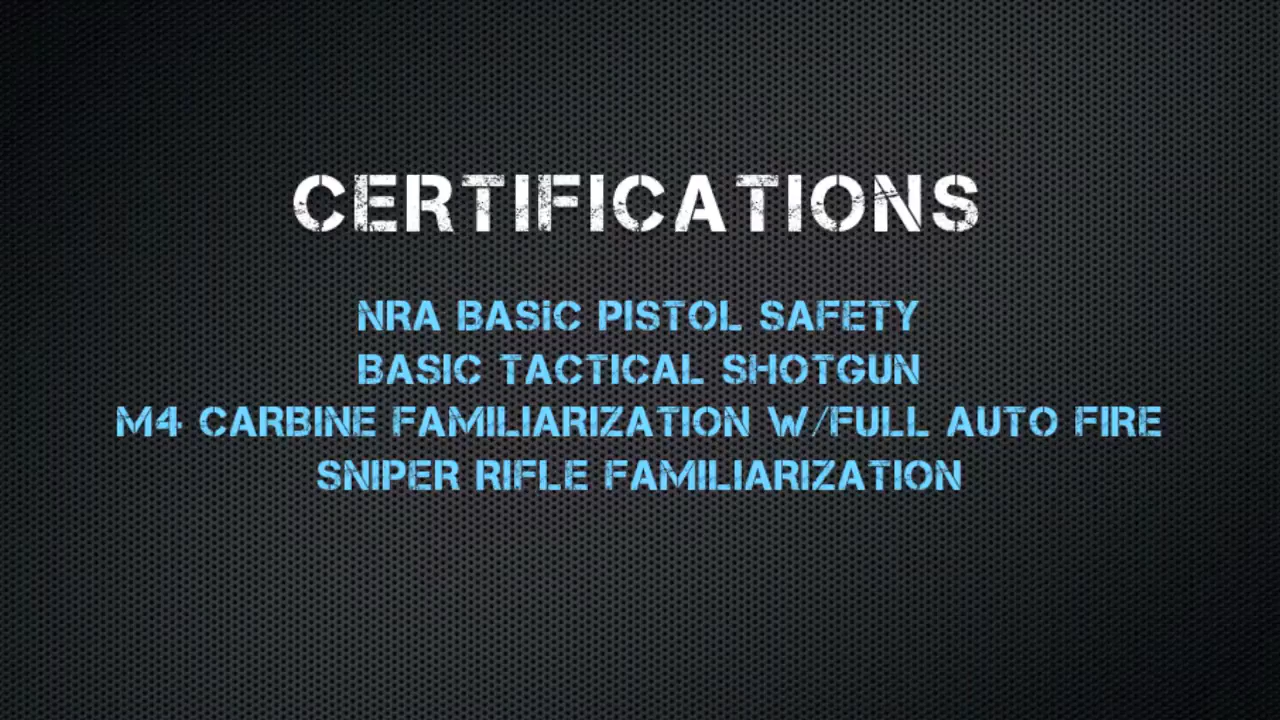 CERTIFICATIONS
NRA BASiC PISTOL SAFETY
BASIC TACTICAL SHOTGUN
M4 CARBINE FAMILIARIZATION W/FULL AUTO FIRE
SNIPER RIFLE FAMILIARIZATION